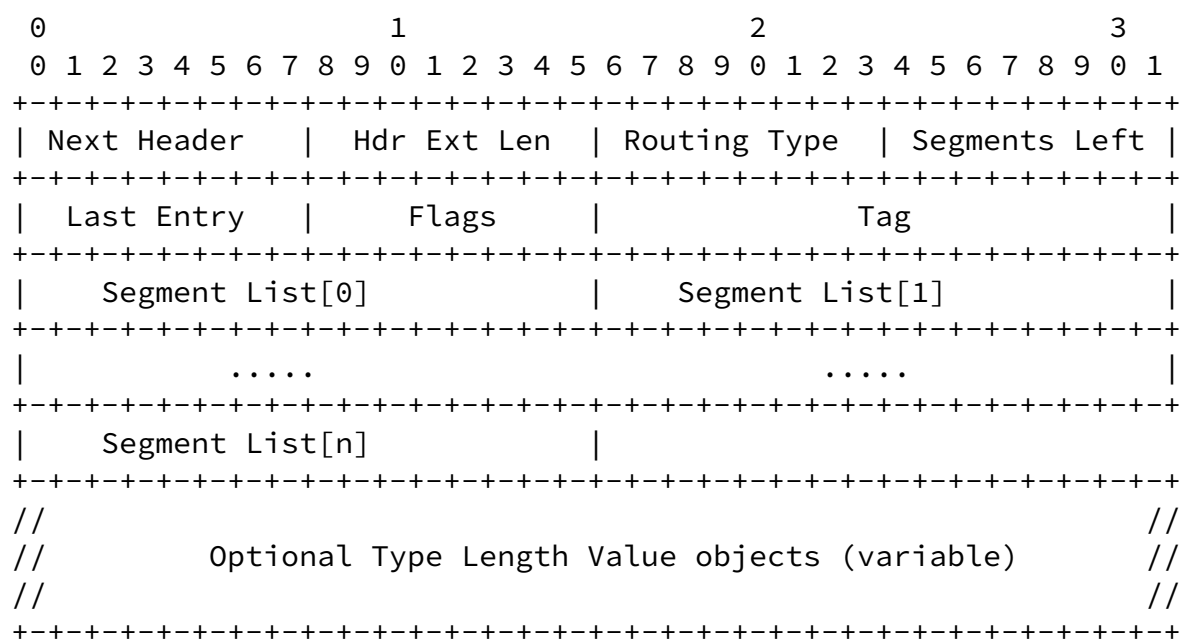 0                   1                   2                   3
 0 1 2 3 4 5 6 7 8 9 0 1 2 3 4 5 6 7 8 9 0 1 2 3 4 5 6 7 8 9 0 1
+-+-+-+-+-+-+-+-+-+-+-+-+-+-+-+-+-+-+-+-+-+-+-+-+-+-+-+-+-+-+-+-+
| Next Header   |  Hdr Ext Len  | Routing Type  | Segments Left |
+-+-+-+-+-+-+-+-+-+-+-+-+-+-+-+-+-+-+-+-+-+-+-+-+-+-+-+-+-+-+-+-+
|  Last Entry   |     Flags     |              Tag              |
+-+-+-+-+-+-+-+-+-+-+-+-+-+-+-+-+-+-+-+-+-+-+-+-+-+-+-+-+-+-+-+-+
|    Segment List[0]            |    Segment List[1]            |
+-+-+-+-+-+-+-+-+-+-+-+-+-+-+-+-+-+-+-+-+-+-+-+-+-+-+-+-+-+-+-+-+
|           .....                            .....              |
+-+-+-+-+-+-+-+-+-+-+-+-+-+-+-+-+-+-+-+-+-+-+-+-+-+-+-+-+-+-+-+-+
|    Segment List[n]            |
+-+-+-+-+-+-+-+-+-+-+-+-+-+-+-+-+-+-+-+-+-+-+-+-+-+-+-+-+-+-+-+-+
//                                                             //
//         Optional Type Length Value objects (variable)       //
//                                                             //
+-+-+-+-+-+-+-+-+-+-+-+-+-+-+-+-+-+-+-+-+-+-+-+-+-+-+-+-+-+-+-+-+